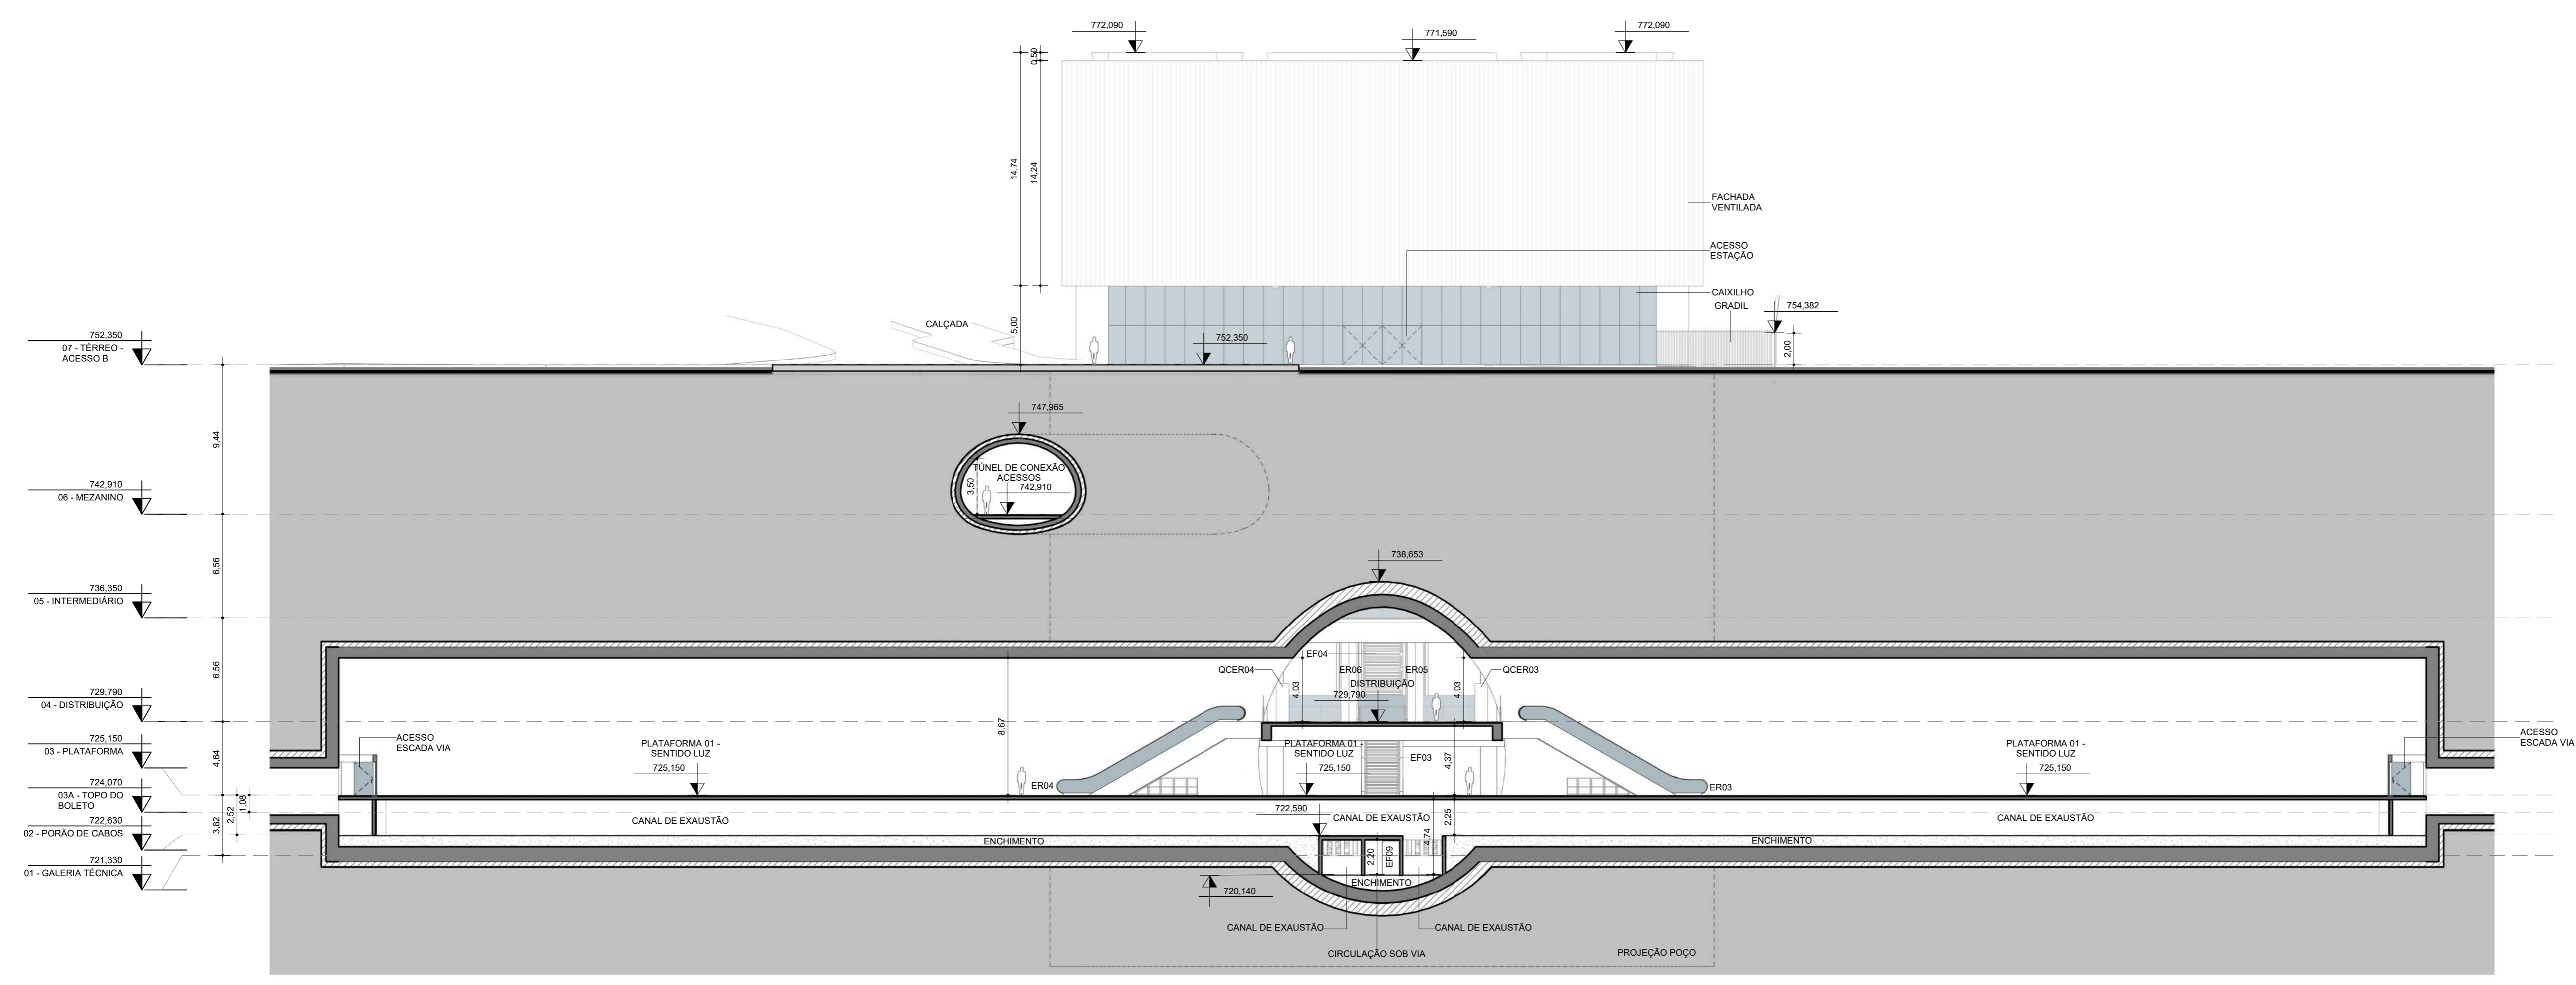 772,090
771,590
772,090
0,50
14,74
14,24
FACHADA
VENTILADA
ACESSO
ESTAÇÃO
CAIXILHO
GRADIL
754,382
CALÇADA
5,00
752,350
2,00
752,350
07 - TÉRREO -
ACESSO B
747,965
9,44
TÚNEL DE CONEXÃO
ACESSOS
742,910
3,50
742,910
06 - MEZANINO
6,56
738,653
736,350
05 - INTERMEDIÁRIO
6,56
EF04
QCER04
ER06
ER05
QCER03
4,03
DISTRIBUIÇÃO
4,03
729,790
729,790
04 - DISTRIBUIÇÃO
8,67
ACESSO
ESCADA VIA
ACESSO
ESCADA VIA
725,150
03 - PLATAFORMA
4,64
PLATAFORMA 01 -
SENTIDO LUZ
725,150
PLATAFORMA 01 -
SENTIDO LUZ
725,150
EF03
4,37
PLATAFORMA 01 -
SENTIDO LUZ
725,150
724,070
03A - TOPO DO
BOLETO
ER04
ER03
1,08
2,52
3,82
722,590
CANAL DE EXAUSTÃO
CANAL DE EXAUSTÃO
2,25
CANAL DE EXAUSTÃO
722,630
02 - PORÃO DE CABOS
4,74
ENCHIMENTO
ENCHIMENTO
2,20
EF09
721,330
01 - GALERIA TÉCNICA
ENCHIMENTO
720,140
CANAL DE EXAUSTÃO
CANAL DE EXAUSTÃO
CIRCULAÇÃO SOB VIA
PROJEÇÃO POÇO